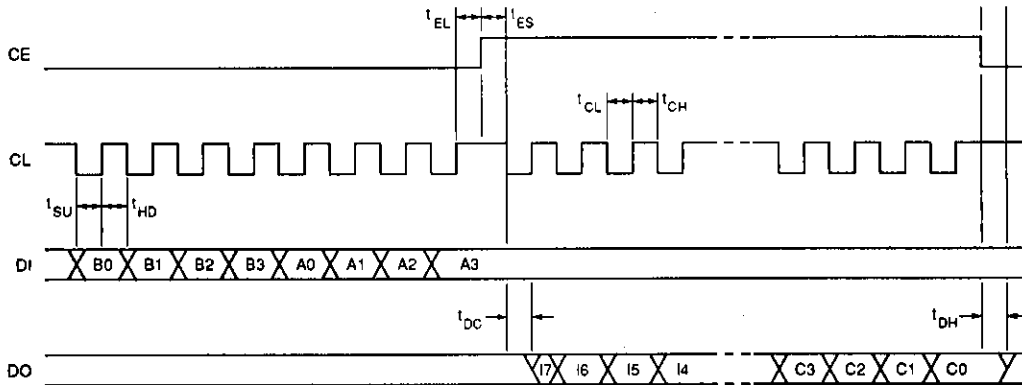 tEL tES
CE
tCL tCH
CL
tSU tHD
DI B0 B1 B2 B3 A0 A1 A2 A3
tDC tDH
DO I7 I6 I5 I4 C3 C2 C1 C0